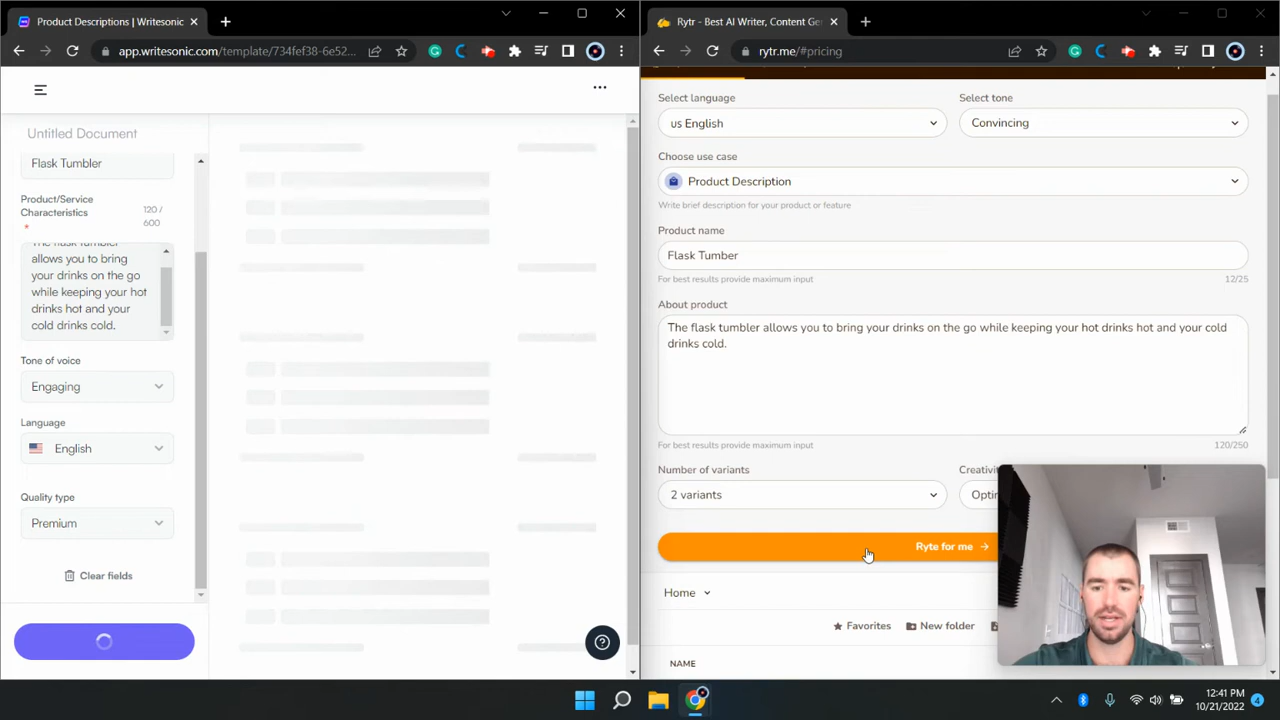 Product Descriptions | Writesonic
app.writesonic.com/template/734fef38-6e52...
Untitled Document
Flask Tumbler
Product/Service
Characteristics
120 /
600
*
allows you to bring
your drinks on the go
while keeping your hot
drinks hot and your
cold drinks cold.
Tone of voice
Engaging
Language
English
Quality type
Premium
Clear fields
Rytr - Best AI Writer, Content Ge
rytr.me/#pricing
Select language
Select tone
us English
Convincing
Choose use case
Product Description
Write brief description for your product or feature
Product name
Flask Tumber
For best results provide maximum input
12/25
About product
The flask tumbler allows you to bring your drinks on the go while keeping your hot drinks hot and your cold
drinks cold.
For best results provide maximum input
120/250
Number of variants
2 variants
Ryte for me
Home
Favorites
New folder
NAME
12:41 PM
10/21/2022
4